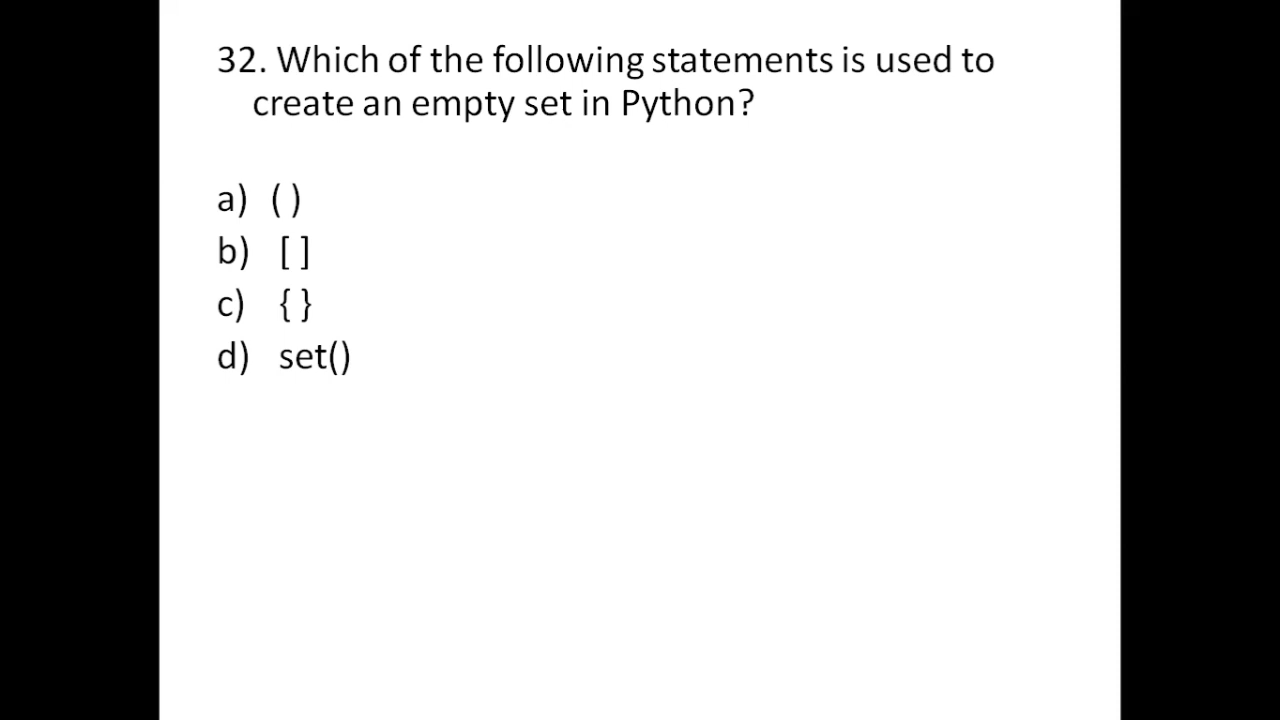 32. Which of the following statements is used to
create an empty set in Python?
a) ( )
b) [ ]
c) { }
d) set()